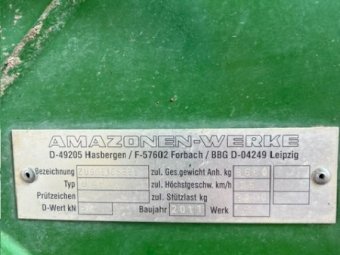 AMAZONEN-WERKE
D-49205 Hasbergen / F-57602 Forbach / BBG D-04249 Leipzig
Bezeichnung zul. Ges.gewicht Anh. kg
Typ zul. Höchstgeschw. km/h
Prüfzeichen zul. Stützlast kg
D-Wert kN Baujahr 2011 Werk